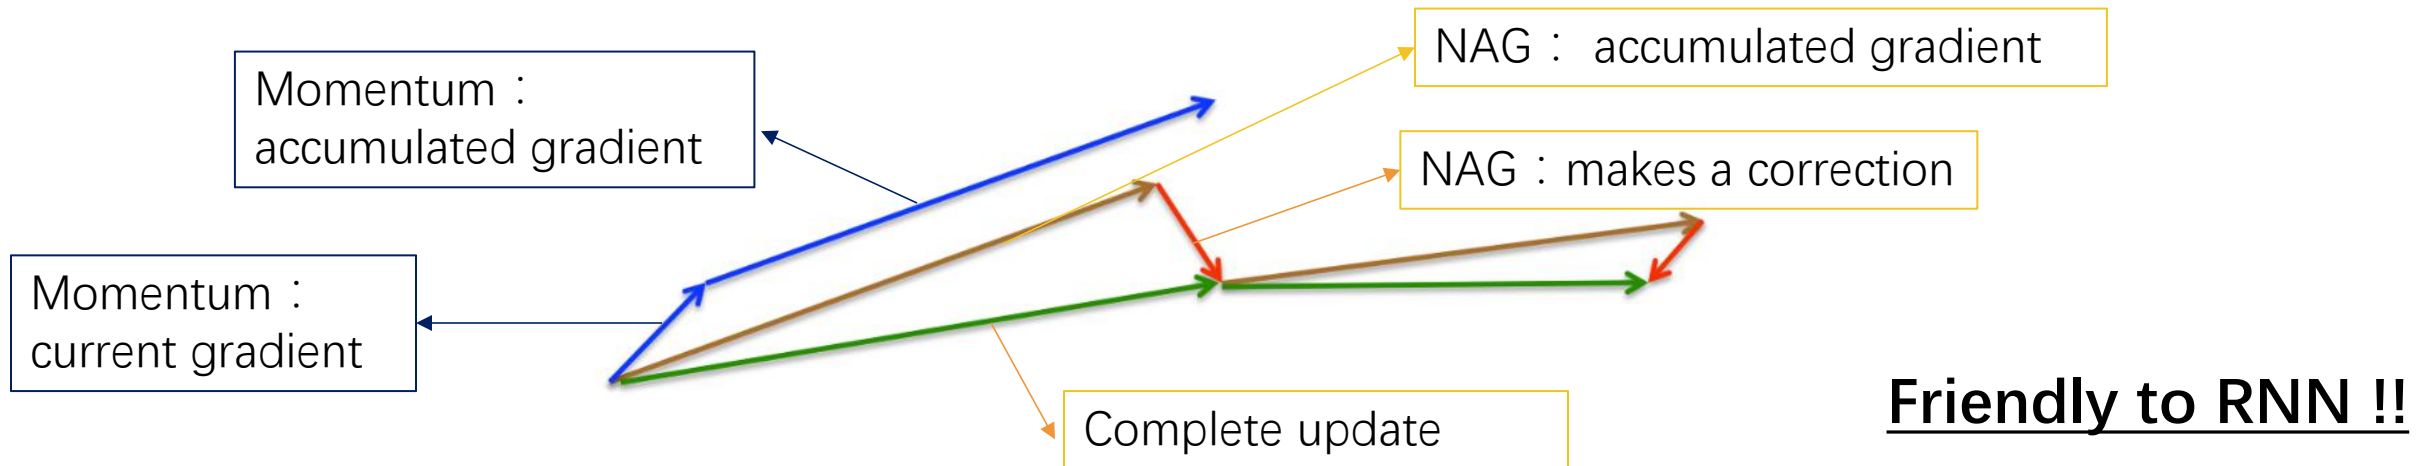 NAG： accumulated gradient
Momentum：
accumulated gradient
NAG：makes a correction
Momentum：
current gradient
Complete update
Friendly to RNN !!